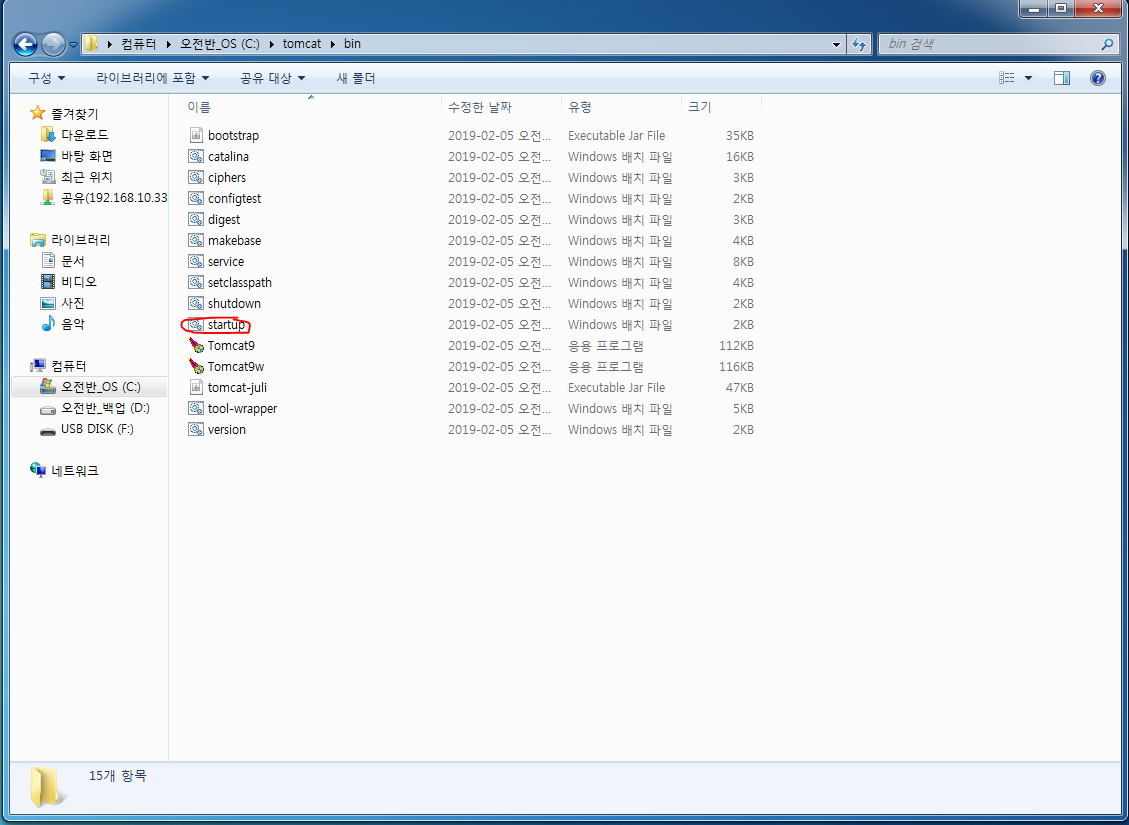 컴퓨터 오전반_OS (C:) tomcat bin
bin 검색
구성 라이브러리에 포함 공유 대상 새 폴더
즐겨찾기
다운로드
바탕 화면
최근 위치
공유(192.168.10.33
라이브러리
문서
비디오
사진
음악
컴퓨터
오전반_OS (C:)
오전반_백업 (D:)
USB DISK (F:)
네트워크
이름 수정한 날짜 유형 크기
bootstrap 2019-02-05 오전... Executable Jar File 35KB
catalina 2019-02-05 오전... Windows 배치 파일 16KB
ciphers 2019-02-05 오전... Windows 배치 파일 3KB
configtest 2019-02-05 오전... Windows 배치 파일 2KB
digest 2019-02-05 오전... Windows 배치 파일 3KB
makebase 2019-02-05 오전... Windows 배치 파일 4KB
service 2019-02-05 오전... Windows 배치 파일 8KB
setclasspath 2019-02-05 오전... Windows 배치 파일 4KB
shutdown 2019-02-05 오전... Windows 배치 파일 2KB
startup 2019-02-05 오전... Windows 배치 파일 2KB
Tomcat9 2019-02-05 오전... 응용 프로그램 112KB
Tomcat9w 2019-02-05 오전... 응용 프로그램 116KB
tomcat-juli 2019-02-05 오전... Executable Jar File 47KB
tool-wrapper 2019-02-05 오전... Windows 배치 파일 5KB
version 2019-02-05 오전... Windows 배치 파일 2KB
15개 항목